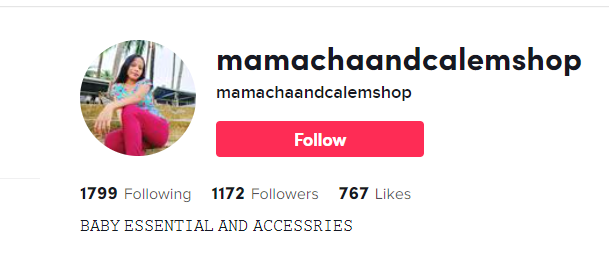 mamachaandcalemshop
mamachaandcalemshop
Follow
1799 Following 1172 Followers 767 Likes
BABY ESSENTIAL AND ACCESSRIES